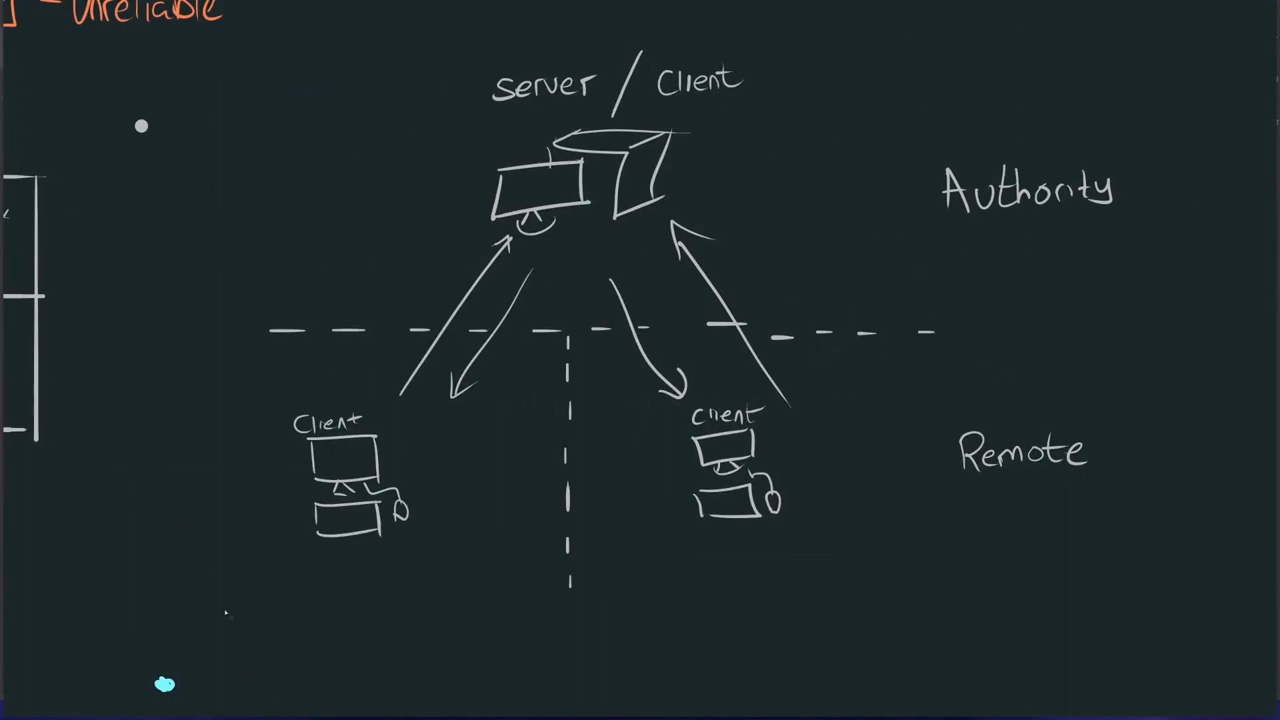 - Unreliable
Server / Client
Authority
Client
Client
Remote